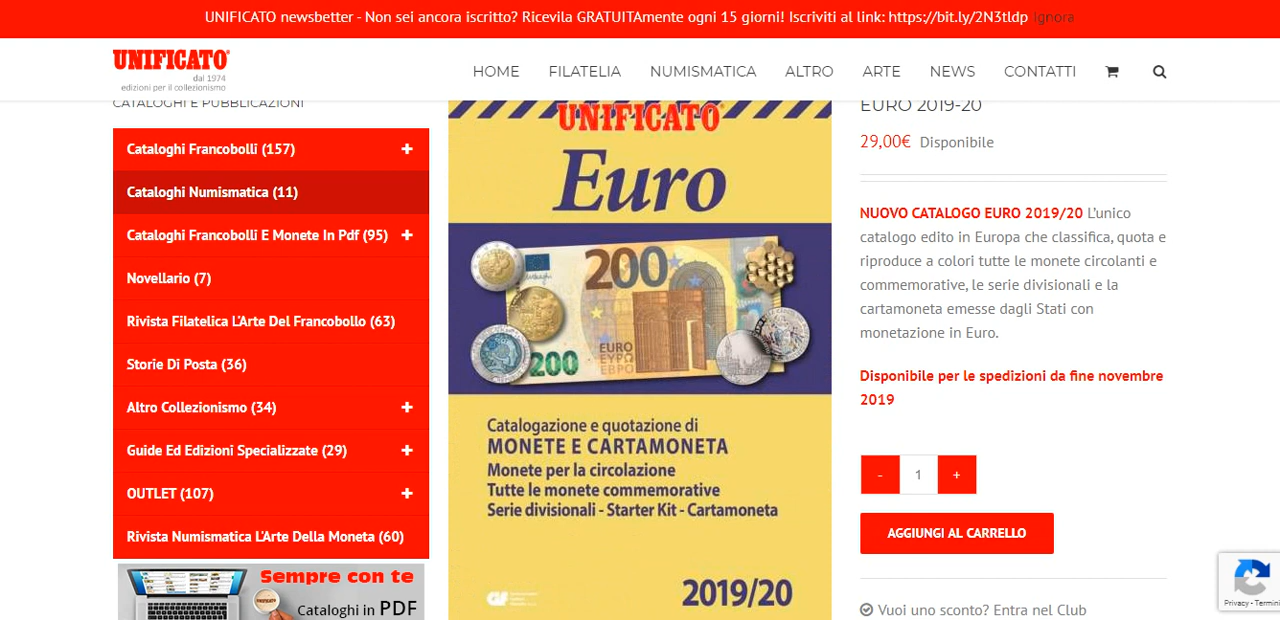 UNIFICATO newsbetter - Non sei ancora iscritto? Ricevila GRATUITAmente ogni 15 giorni! Iscriviti al link: https://bit.ly/2N3tldp Ignora
UNIFICATO
dal 1974
edizioni per il collezionismo
HOME FILATELIA NUMISMATICA ALTRO ARTE NEWS CONTATTI
CATALOGHI E PUBBLICAZIONI
Cataloghi Francobolli (157)
Cataloghi Numismatica (11)
Cataloghi Francobolli E Monete In Pdf (95)
Novellario (7)
Rivista Filatelica L'Arte Del Francobollo (63)
Storie Di Posta (36)
Altro Collezionismo (34)
Guide Ed Edizioni Specializzate (29)
OUTLET (107)
Rivista Numismatica L'Arte Della Moneta (60)
Sempre con te
Cataloghi in PDF
UNIFICATO
Euro
200
EURO
ΕΥΡΩ
ЕВРО
200
Catalogazione e quotazione di
MONETE E CARTAMONETA
Monete per la circolazione
Tutte le monete commemorative
Serie divisionali - Starter Kit - Cartamoneta
2019/20
EURO 2019-20
29,00€ Disponibile
NUOVO CATALOGO EURO 2019/20 L'unico
catalogo edito in Europa che classifica, quota e
riproduce a colori tutte le monete circolanti e
commemorative, le serie divisionali e la
cartamoneta emesse dagli Stati con
monetazione in Euro.
Disponibile per le spedizioni da fine novembre
2019
- 1 +
AGGIUNGI AL CARRELLO
Vuoi uno sconto? Entra nel Club
Privacy - Termini